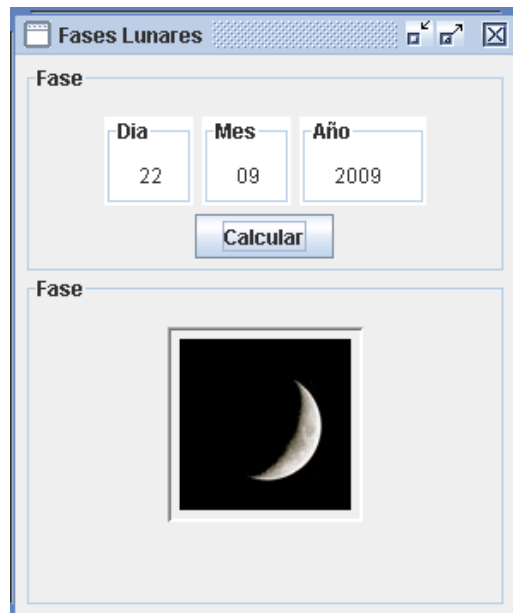 Fases Lunares
Fase
Dia Mes Año
22 09 2009
Calcular
Fase